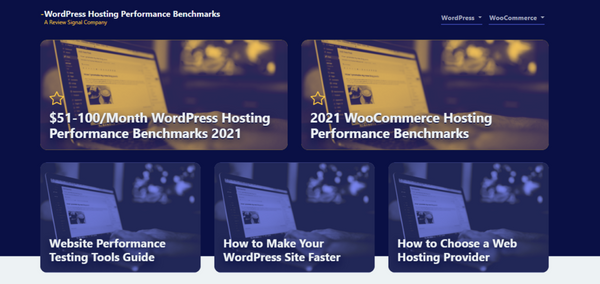 -WordPress Hosting Performance Benchmarks
A Review Signal Company
WordPress
WooCommerce
$51-100/Month WordPress Hosting
Performance Benchmarks 2021
2021 WooCommerce Hosting
Performance Benchmarks
Website Performance
Testing Tools Guide
How to Make Your
WordPress Site Faster
How to Choose a Web
Hosting Provider